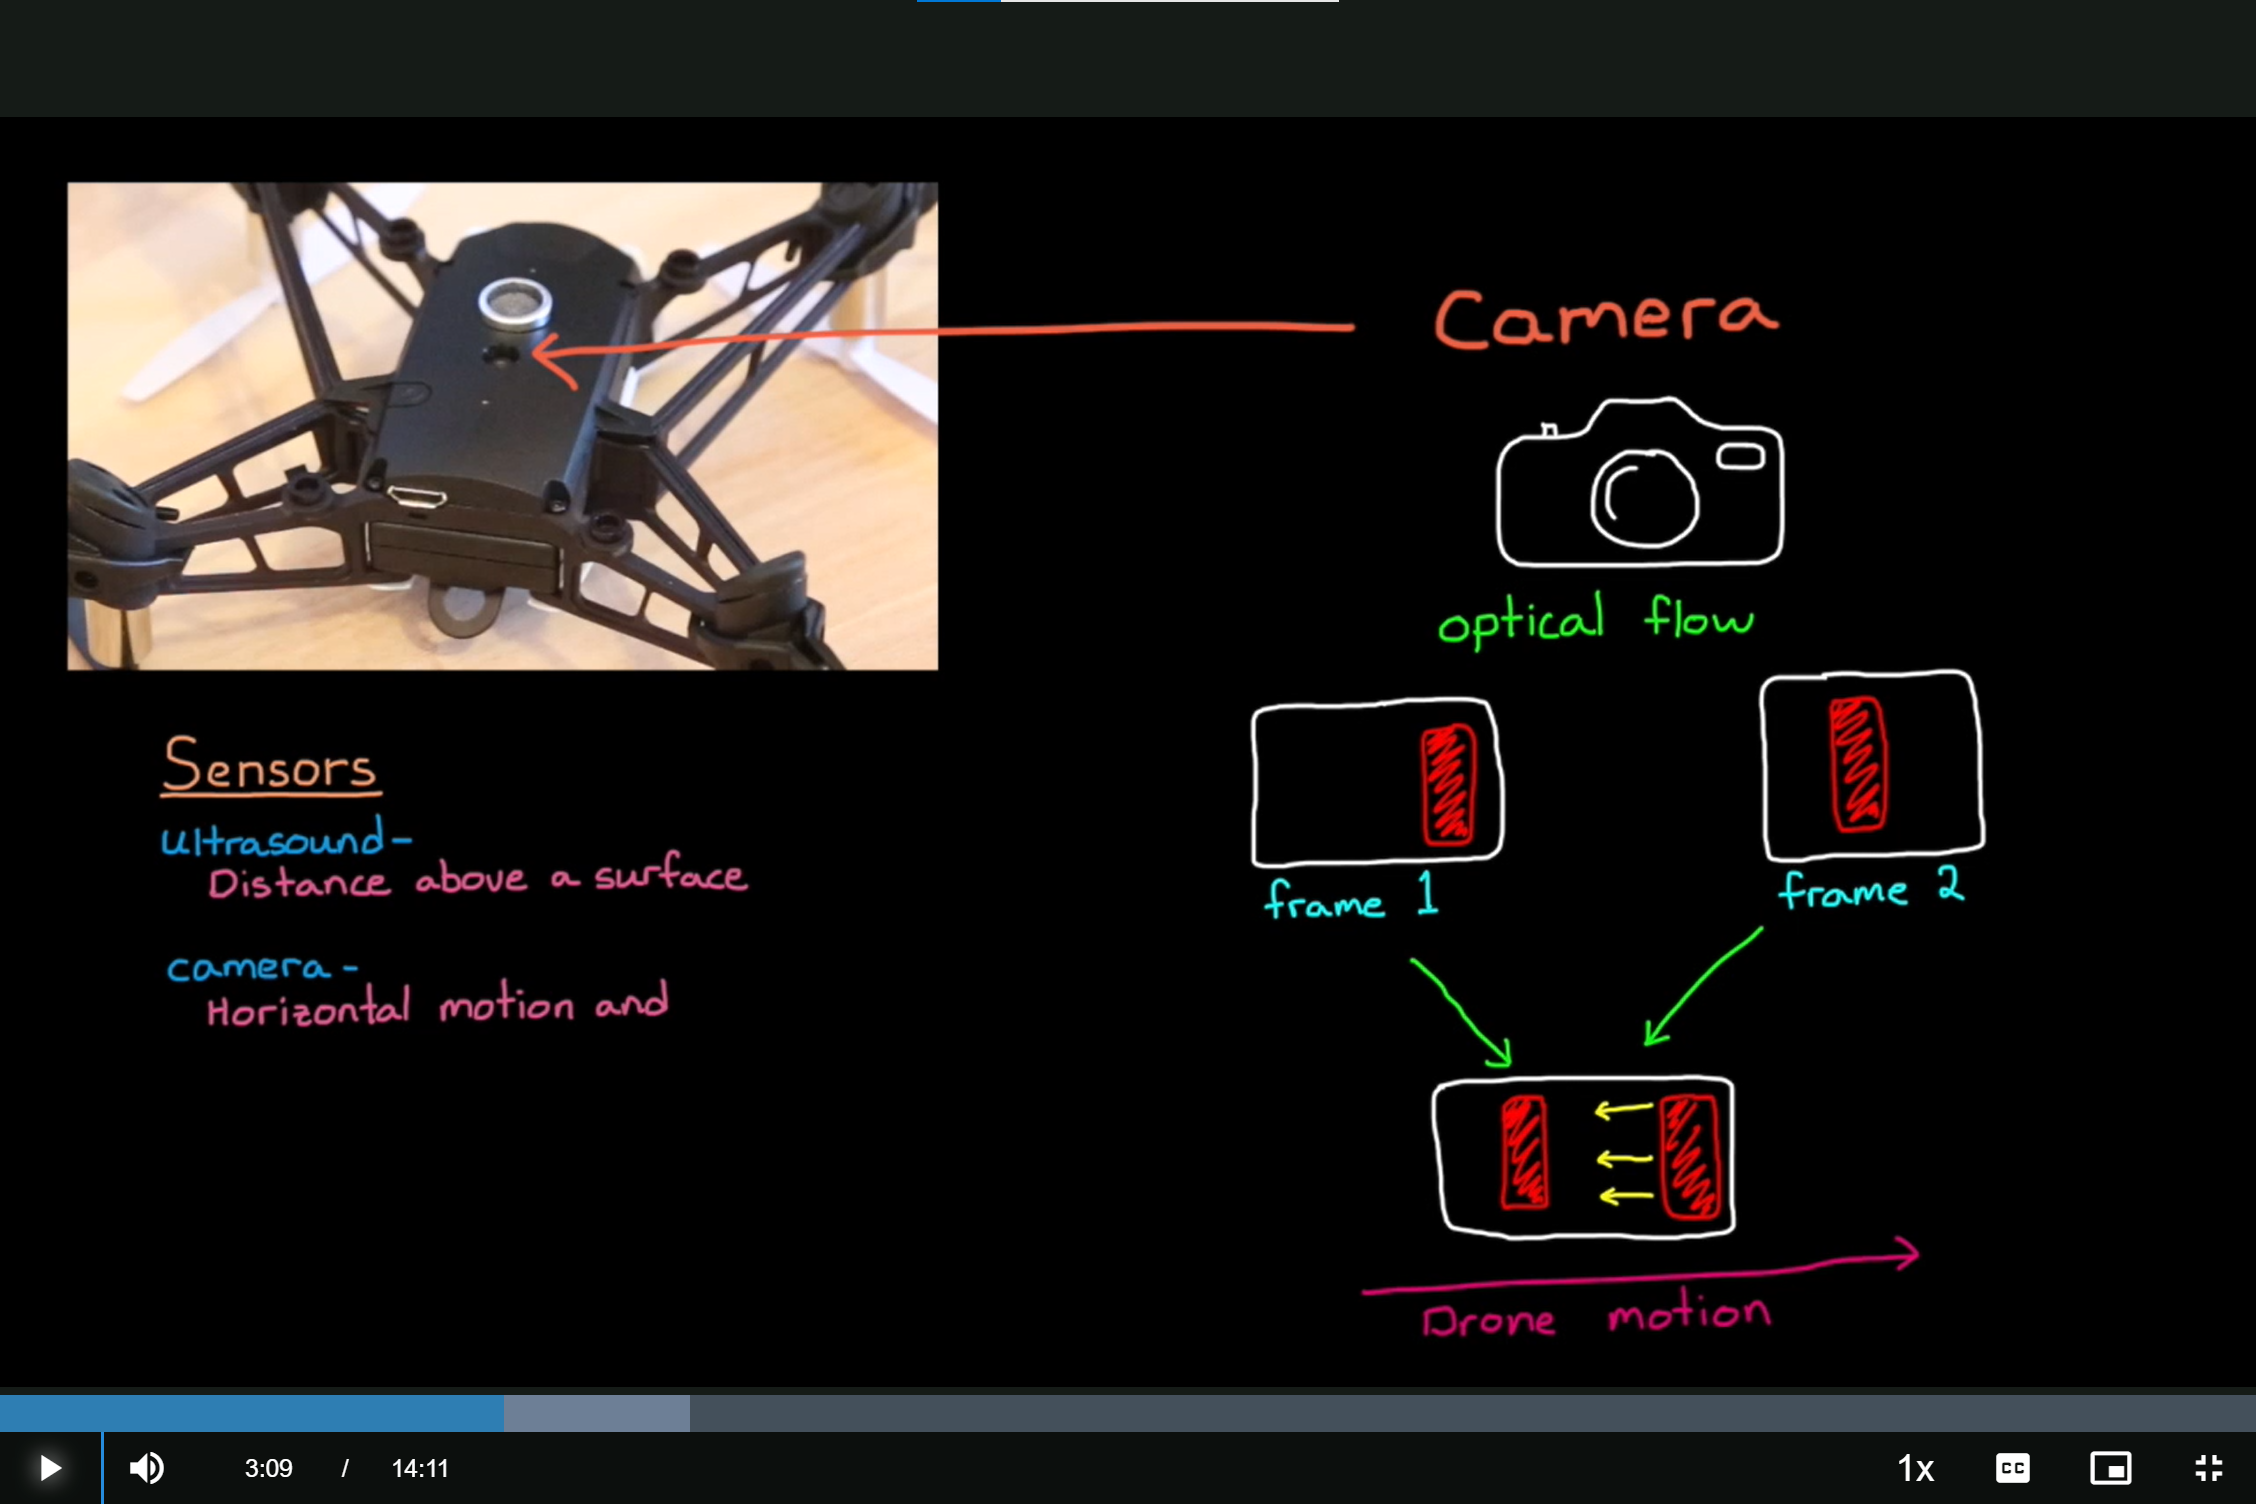 Camera
optical flow
frame 1
frame 2
Drone motion
Sensors
ultrasound-
Distance above a surface
camera-
Horizontal motion and
3:09 / 14:11
1x
CC